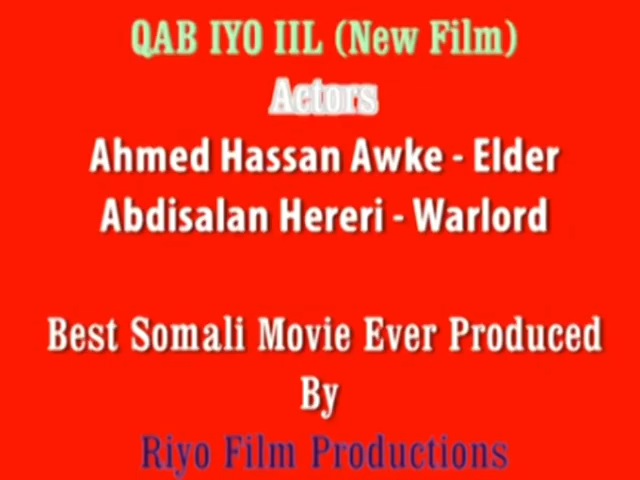 QAB IYO IIL (New Film)
Actors
Ahmed Hassan Awke - Elder
Abdisalan Hereri - Warlord
Best Somali Movie Ever Produced
By
Riyo Film Productions